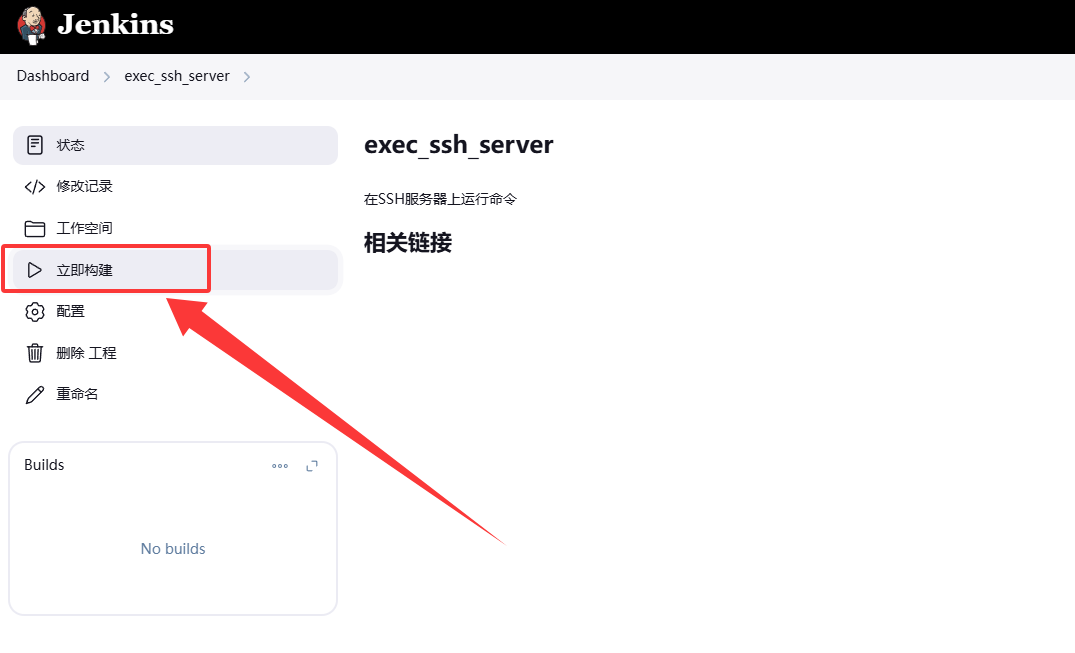 Jenkins
Dashboard
exec_ssh_server
状态
修改记录
工作空间
立即构建
配置
删除 工程
重命名
Builds
No builds
exec_ssh_server
在SSH服务器上运行命令
相关链接